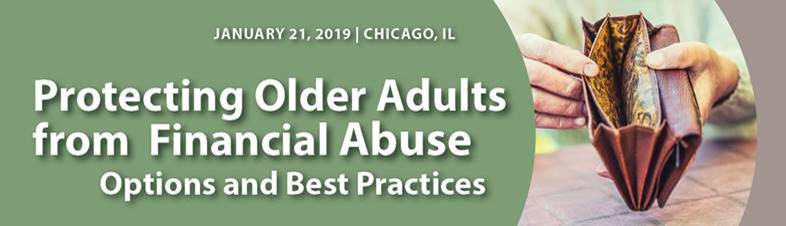 JANUARY 21, 2019 | CHICAGO, IL
Protecting Older Adults
from Financial Abuse
Options and Best Practices